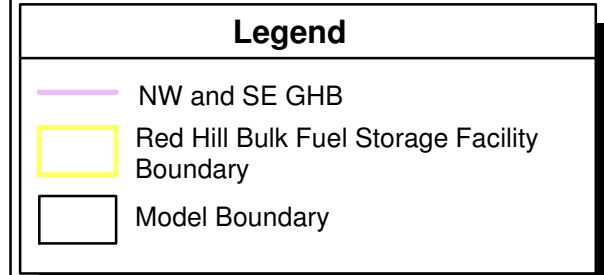 Legend
NW and SE GHB
Red Hill Bulk Fuel Storage Facility
Boundary
Model Boundary